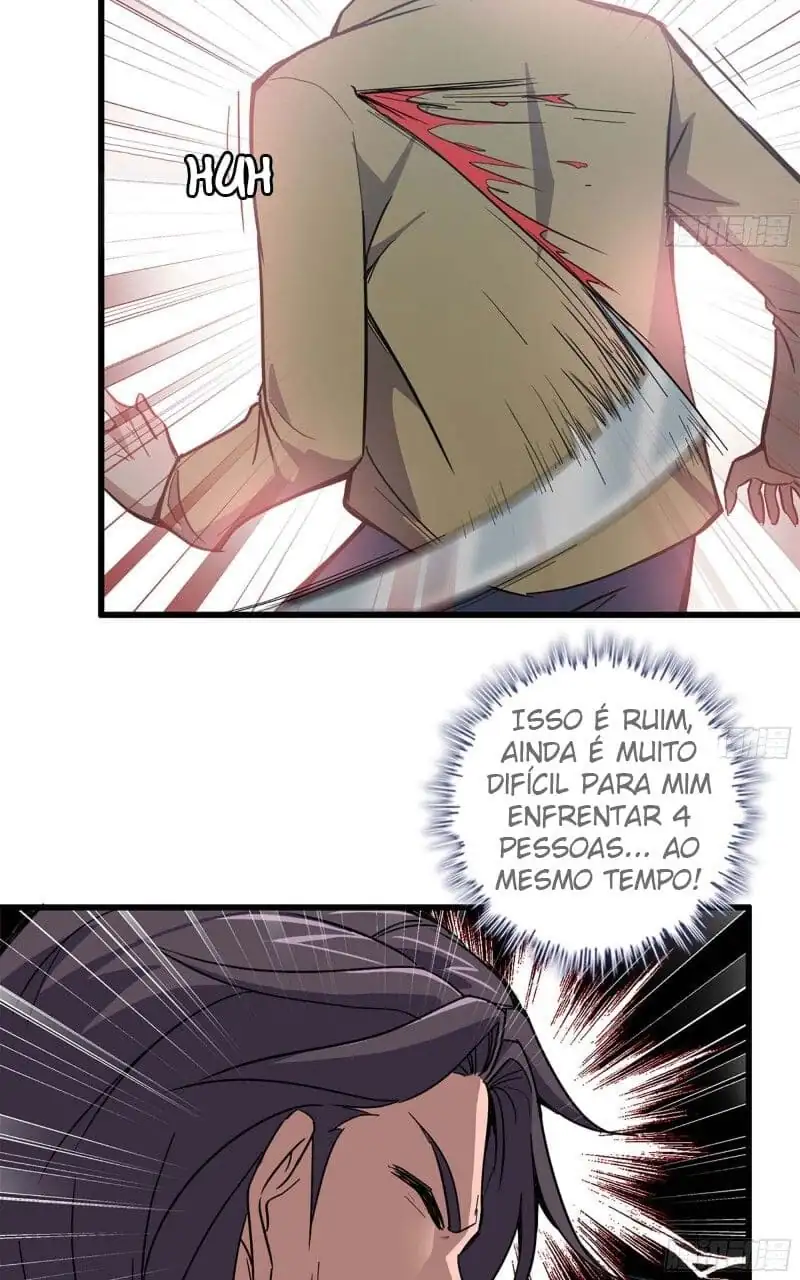 HUH
ISSO É RUIM,
AINDA É MUITO
DIFÍCIL PARA MIM
ENFRENTAR 4
PESSOAS... AO
MESMO TEMPO!